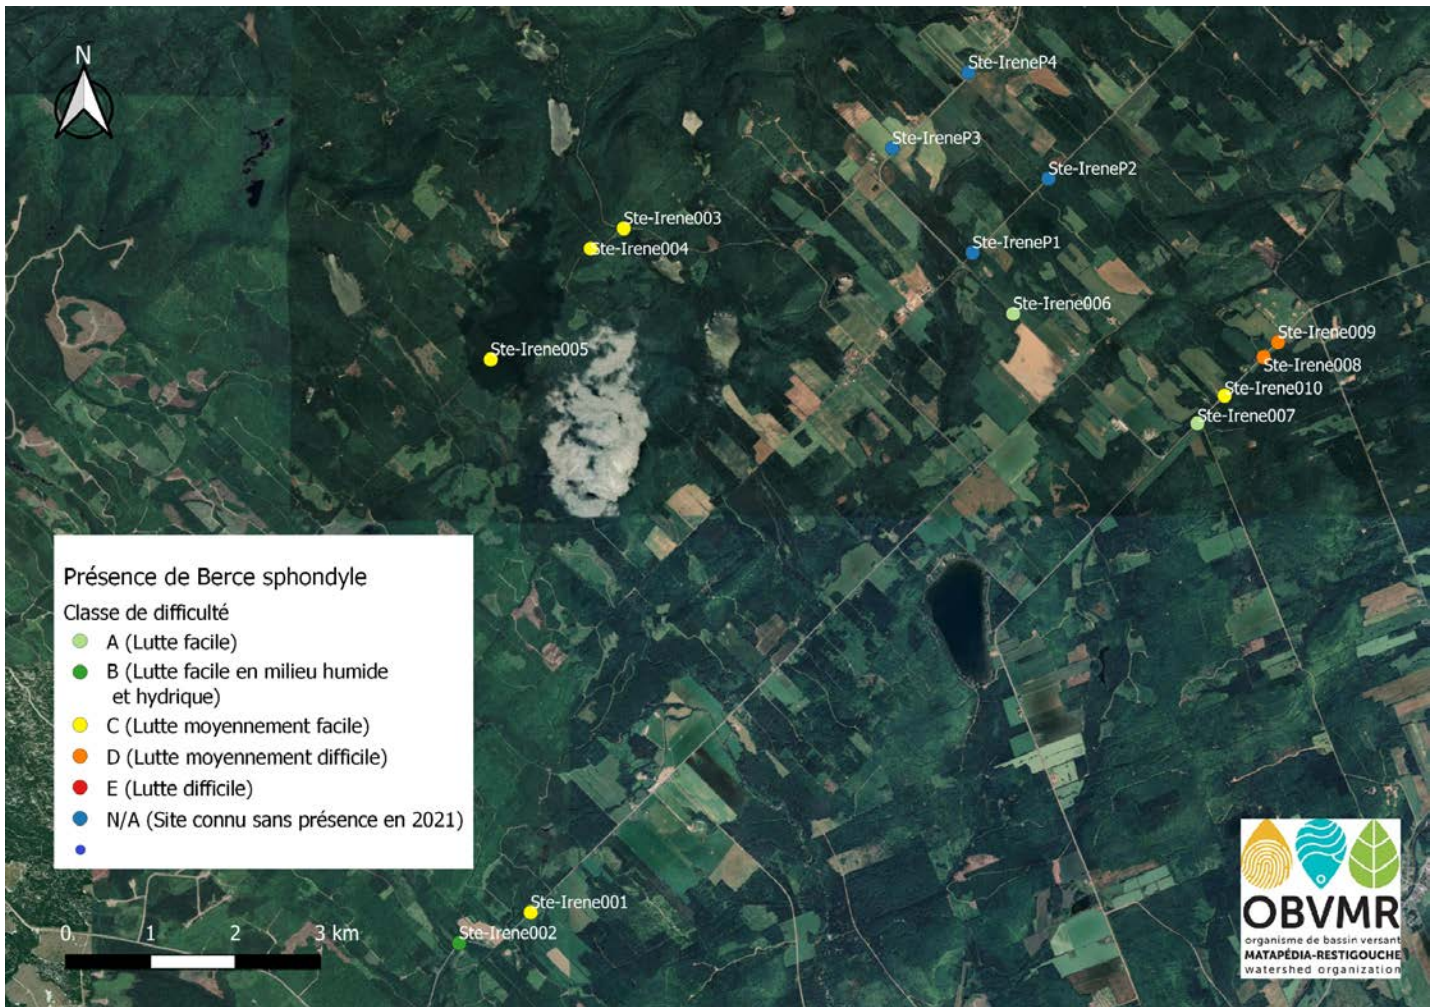 N
Ste-IreneP4
Ste-IreneP3
Ste-IreneP2
Ste-Irene003
Ste-Irene004
Ste-IreneP1
Ste-Irene006
Ste-Irene005
Ste-Irene009
Ste-Irene008
Ste-Irene010
Ste-Irene007
Présence de Berce sphondyle
Classe de difficulté
A (Lutte facile)
B (Lutte facile en milieu humide
et hydrique)
C (Lutte moyennement facile)
D (Lutte moyennement difficile)
E (Lutte difficile)
N/A (Site connu sans présence en 2021)
Ste-Irene001
Ste-Irene002
0 1 2 3 km
OBVMR
organisme de bassin versant
MATAPÉDIA-RESTIGOUCHE
watershed organization